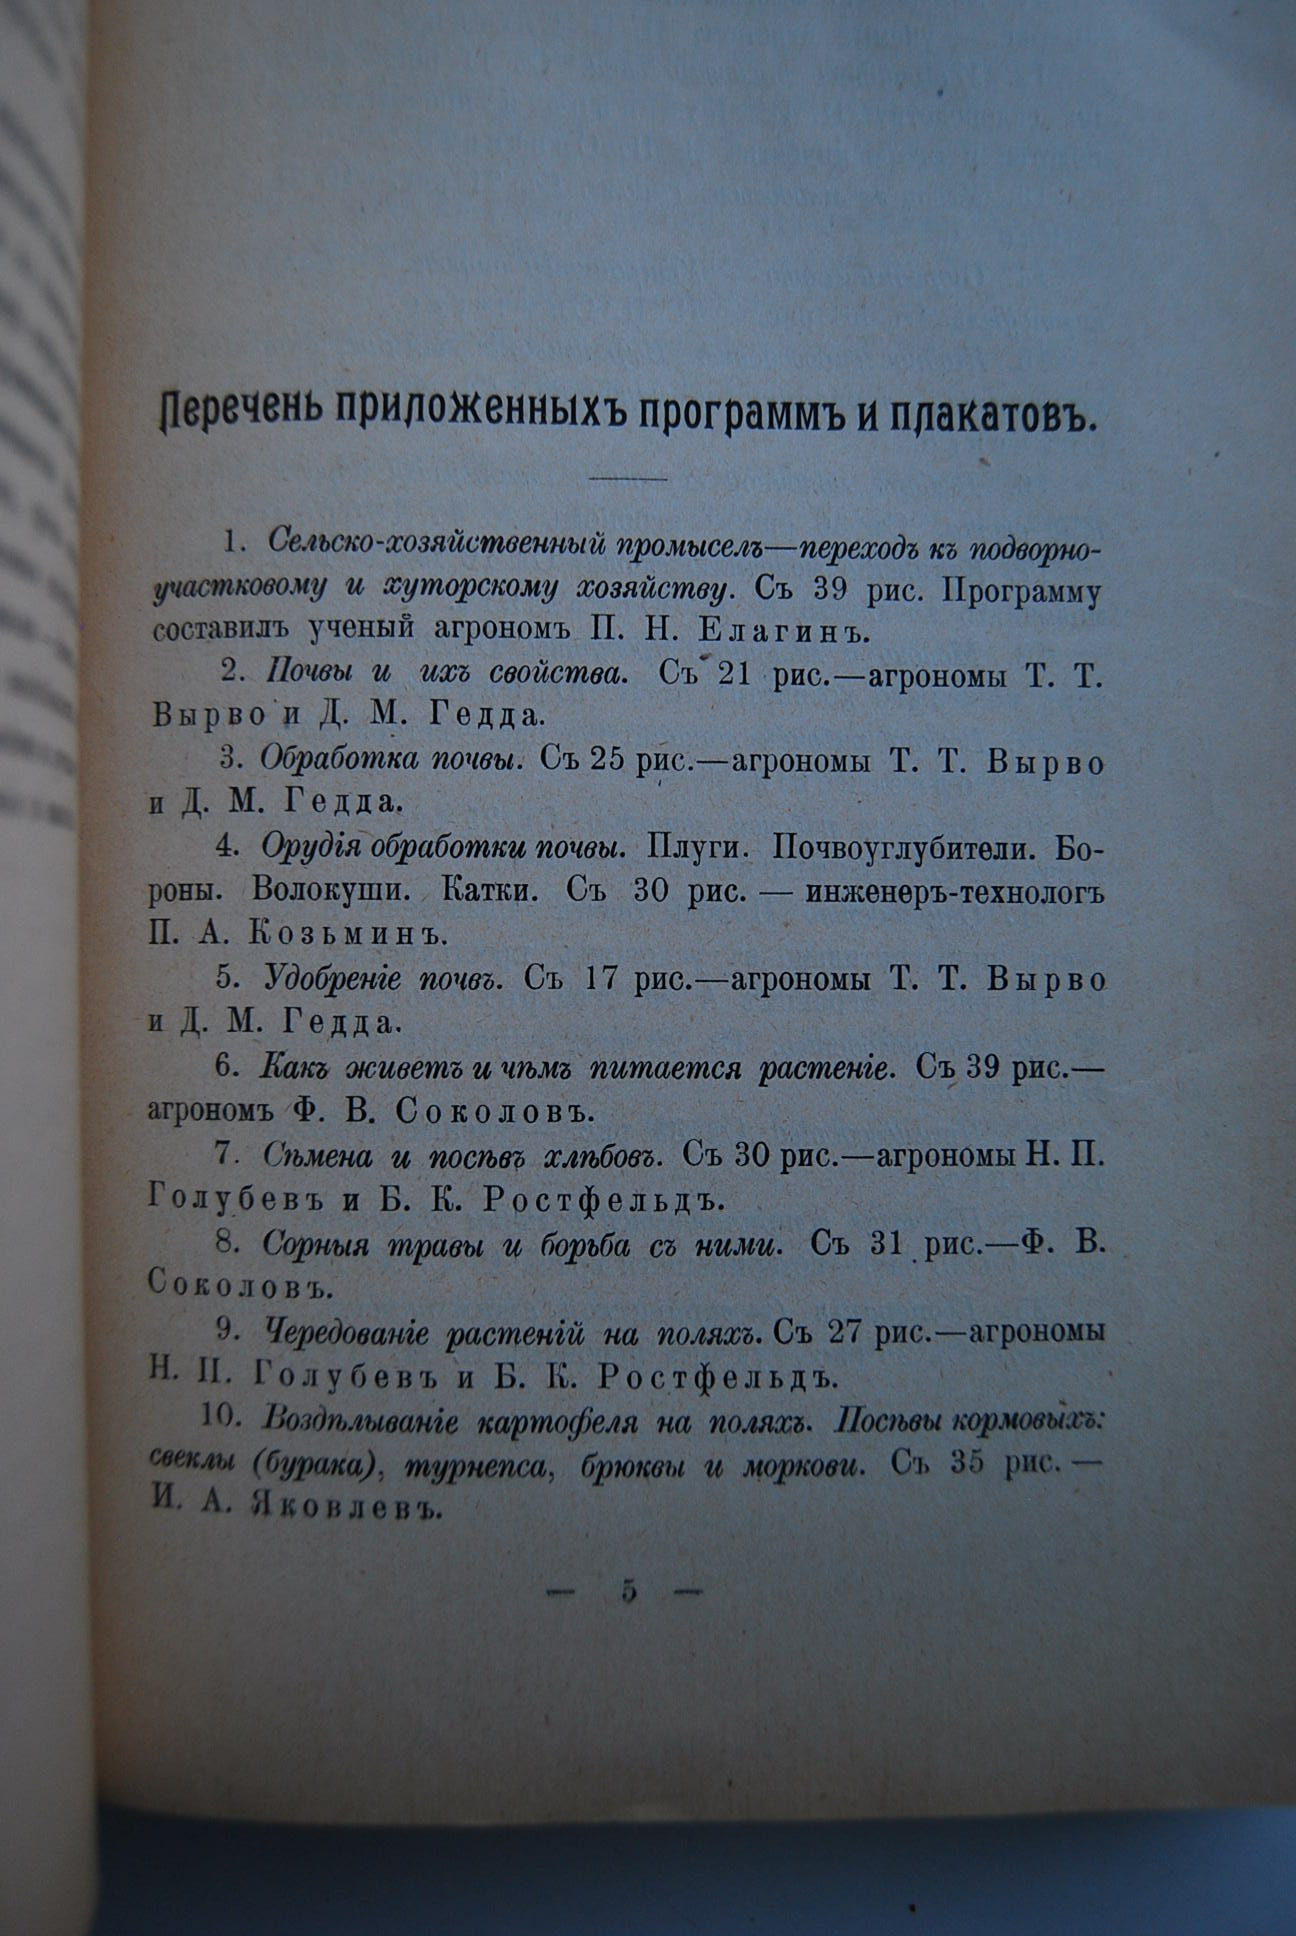 Перечень приложенныхъ программъ и плакатовъ.
1. Сельско-хозяйственный промыселъ—переходъ къ подворно-
участковому и хуторскому хозяйству. Съ 39 рис. Программу
составилъ ученый агрономъ П. Н. Елагинъ.
2. Почвы и ихъ свойства. Съ 21 рис.—агрономы Т. Т.
Вырво и Д. М. Гедда.
3. Обработка почвы. Съ 25 рис.—агрономы Т. Т. Вырво
и Д. М. Гедда.
4. Орудія обработки почвы. Плуги. Почвоуглубители. Бо-
роны. Волокуши. Катки. Съ 30 рис. — инженеръ-технологъ
П. А. Козьминъ.
5. Удобреніе почвъ. Съ 17 рис.—агрономы Т. Т. Вырво
и Д. М. Гедда.
6. Какъ живетъ и чѣмъ питается растеніе. Съ 39 рис.—
агрономъ Ф. В. Соколовъ.
7. Сѣмена и посѣвъ хлѣбовъ. Съ 30 рис.—агрономы Н. П.
Голубевъ и Б. К. Ростфельдъ.
8. Сорныя травы и борьба съ ними. Съ 31 рис.—Ф. В.
Соколовъ.
9. Чередованіе растеній на поляхъ. Съ 27 рис.—агрономы
Н. П. Голубевъ и Б. К. Ростфельдъ.
10. Воздѣлываніе картофеля на поляхъ. Посѣвы кормовыхъ:
свеклы (бурака), турнепса, брюквы и моркови. Съ 35 рис. —
И. А. Яковлевъ.
— 5 —